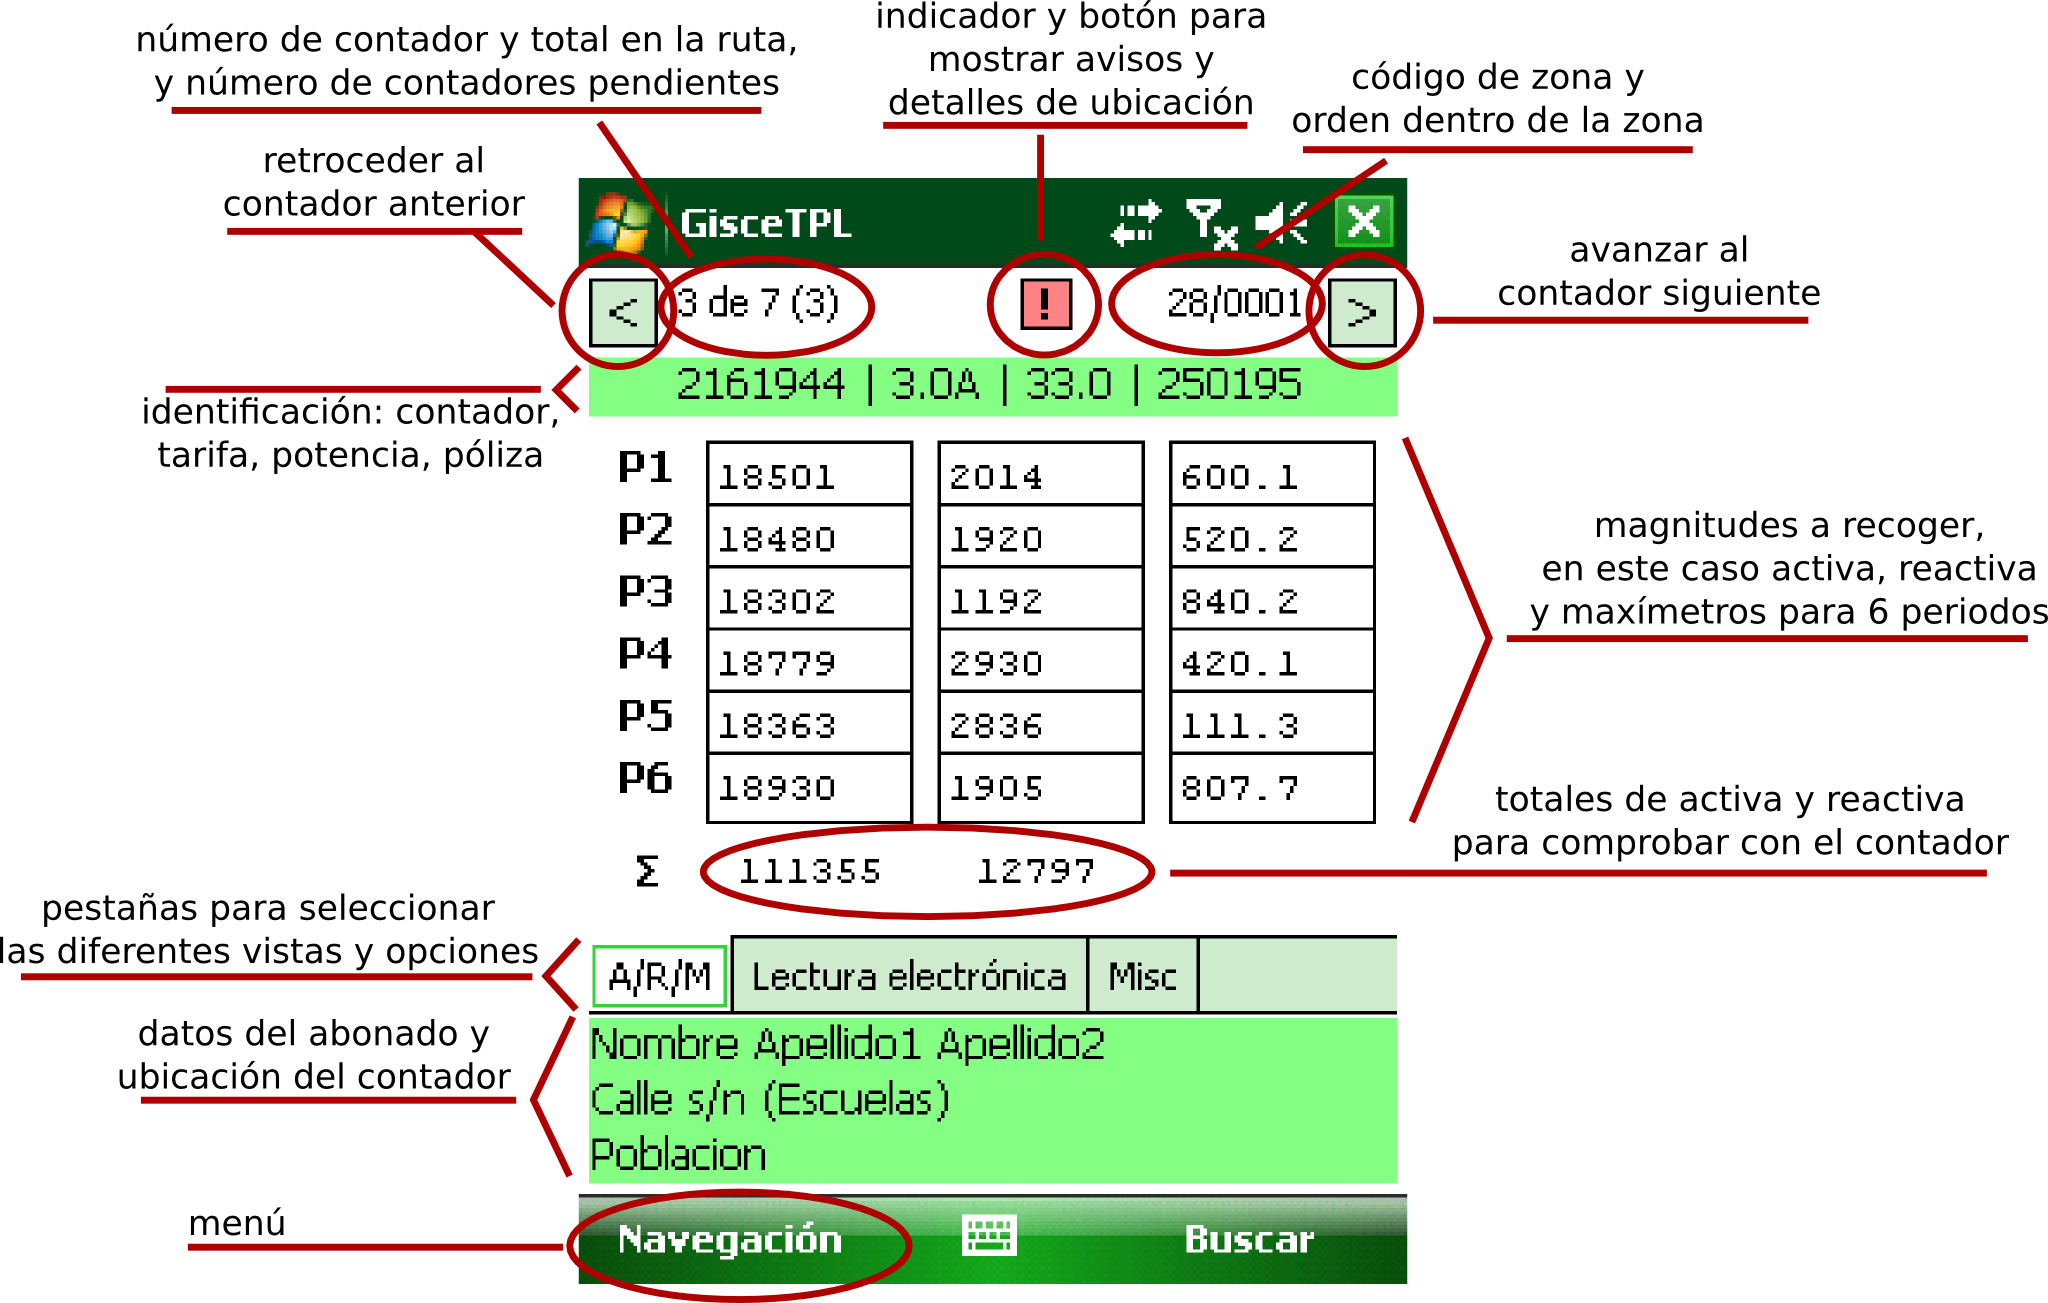 número de contador y total en la ruta,
y número de contadores pendientes
indicador y botón para
mostrar avisos y
detalles de ubicación
código de zona y
orden dentro de la zona
retroceder al
contador anterior
avanzar al
contador siguiente
GisceTPL
<
3 de 7 (3)
!
28/0001
>
2161944 | 3.0A | 33.0 | 250195
identificación: contador,
tarifa, potencia, póliza
P1 18501 2014 600.1
P2 18480 1920 520.2
P3 18302 1192 840.2
P4 18779 2930 420.1
P5 18363 2836 111.3
P6 18930 1905 807.7
Σ 111355 12797
magnitudes a recoger,
en este caso activa, reactiva
y maxímetros para 6 periodos
totales de activa y reactiva
para comprobar con el contador
pestañas para seleccionar
las diferentes vistas y opciones
A/R/M Lectura electrónica Misc
datos del abonado y
ubicación del contador
Nombre Apellido1 Apellido2
Calle s/n (Escuelas)
Poblacion
menú
Navegación Buscar